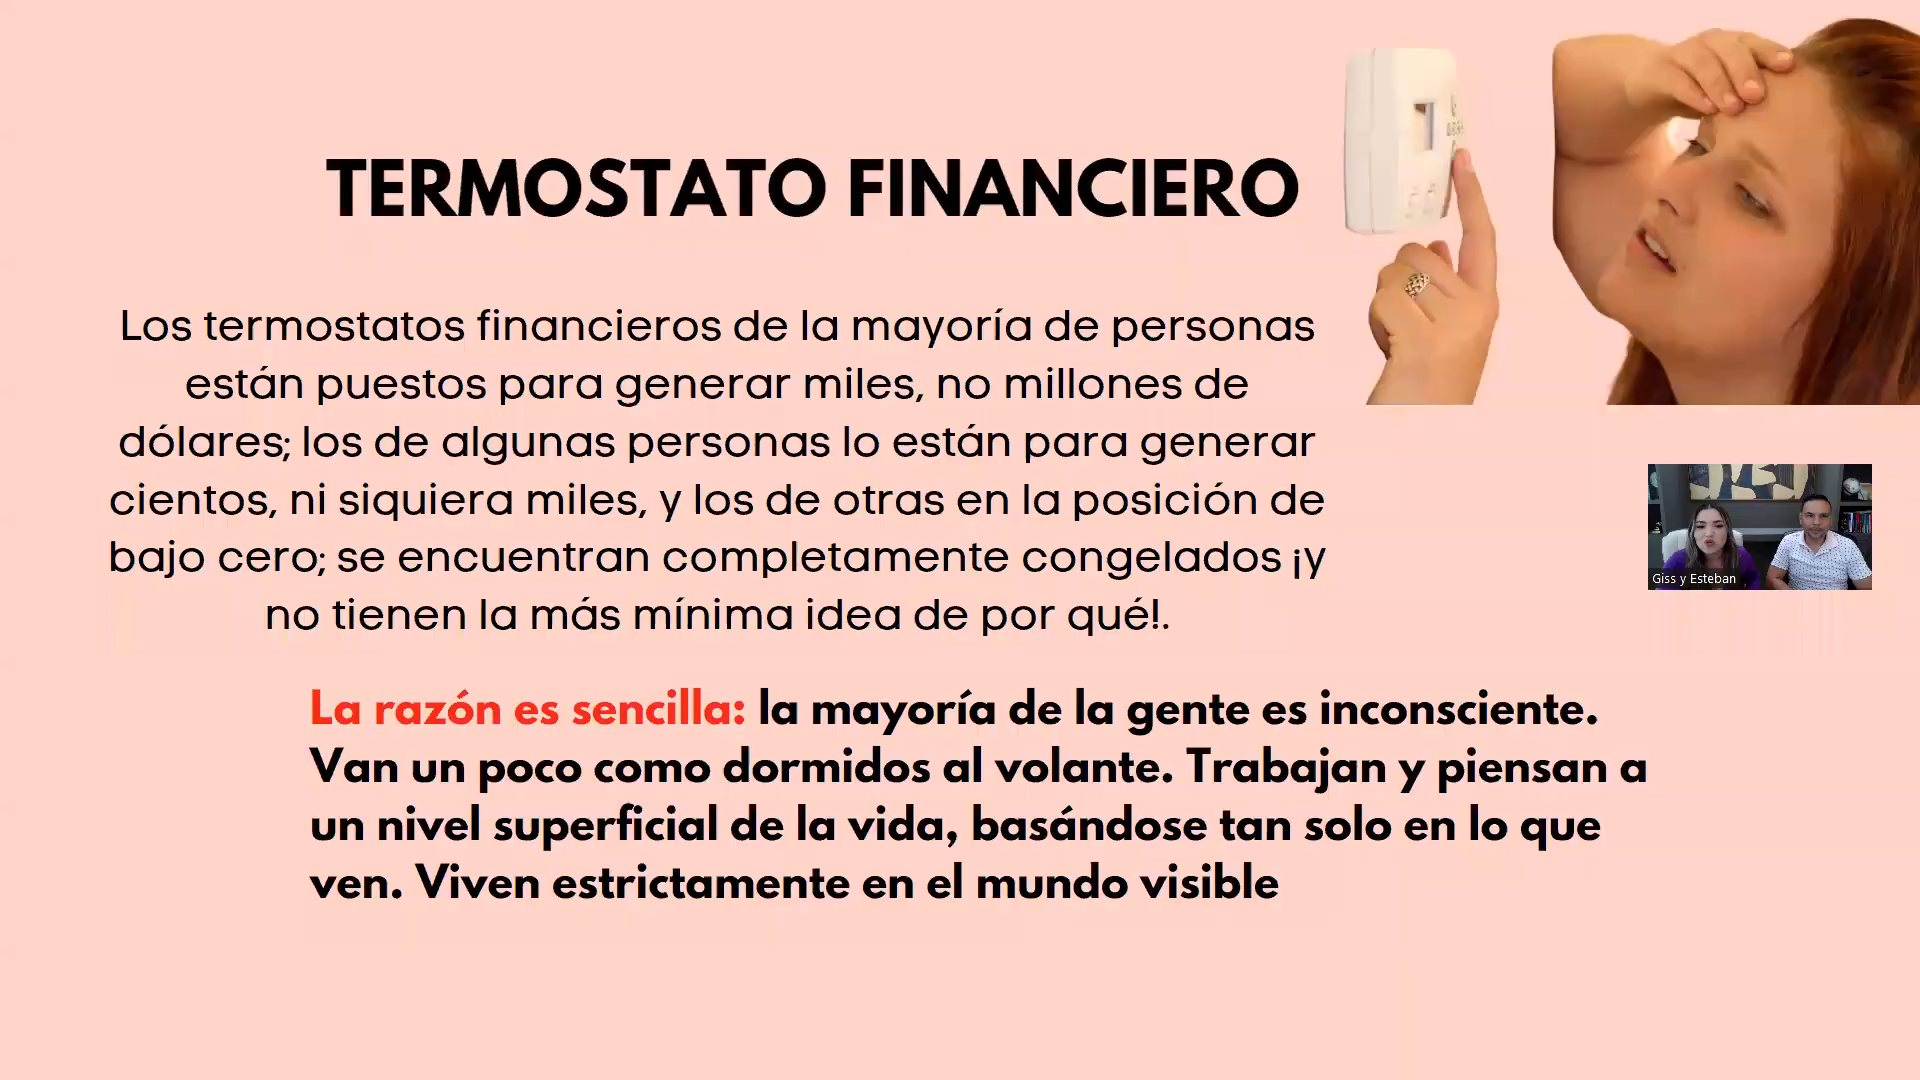 TERMOSTATO FINANCIERO
Los termostatos financieros de la mayoría de personas
están puestos para generar miles, no millones de
dólares; los de algunas personas lo están para generar
cientos, ni siquiera miles, y los de otras en la posición de
bajo cero; se encuentran completamente congelados ¡y
no tienen la más mínima idea de por qué!.
Giss y Esteban
La razón es sencilla: la mayoría de la gente es inconsciente.
Van un poco como dormidos al volante. Trabajan y piensan a
un nivel superficial de la vida, basándose tan solo en lo que
ven. Viven estrictamente en el mundo visible